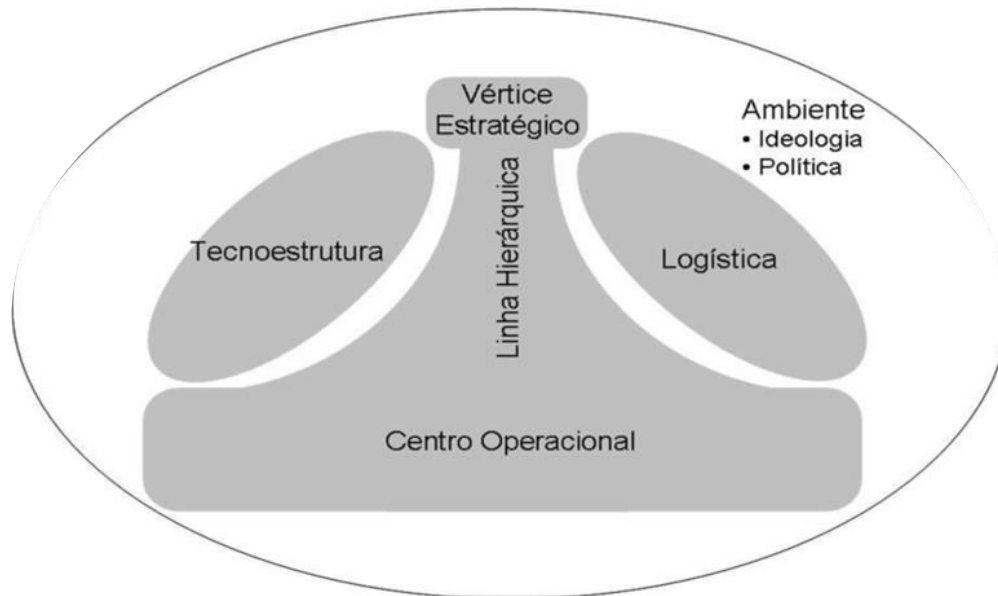 Vértice
Estratégico
Ambiente
• Ideologia
• Política
Tecnoestrutura
Linha Hierárquica
Logística
Centro Operacional